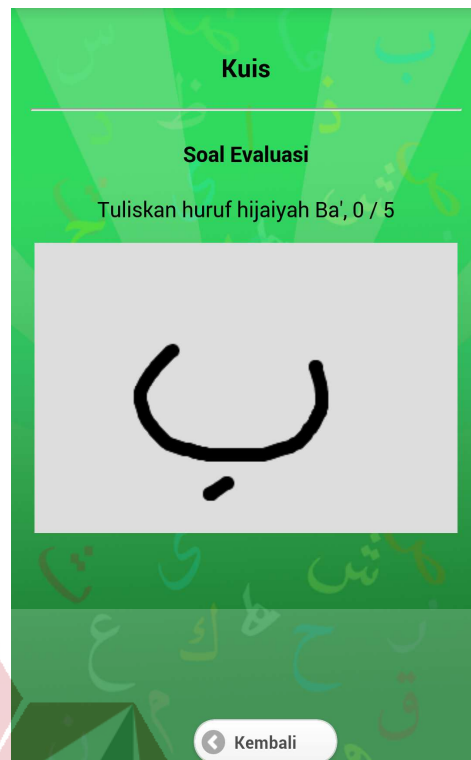 Kuis
Soal Evaluasi
Tuliskan huruf hijaiyah Ba', 0 / 5
ب
Kembali